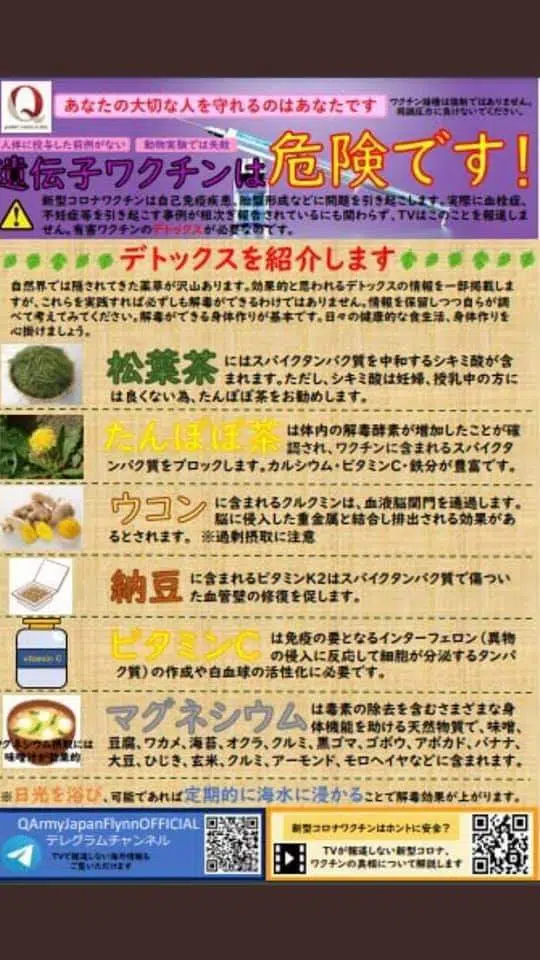 Q
あなたの大切な人を守れるのはあなたです
ワクチン接種は強制ではありません。
同調圧力に負けないでください。
人体に投与した前例がない
動物実験では失敗
遺伝子ワクチンは危険です!
新型コロナワクチンは自己免疫疾患、胎盤形成などに問題を引き起こします。実際に血栓症、
不妊症等を引き起こす事例が相次ぎ報告されているにも関わらず、TVはこのことを報道しま
せん。有害ワクチンのデトックスが必要なのです。
デトックスを紹介します
自然界では隠されてきた薬草が沢山あります。効果的と思われるデトックスの情報を一部掲載しま
すが、これらを実践すれば必ずしも解毒ができるわけではありません。情報を保留しつつ自らが調
べて考えてみてください。解毒ができる身体作りが基本です。日々の健康的な食生活、身体作りを
心掛けましょう。
松葉茶 にはスパイクタンパク質を中和するシキミ酸が含
まれます。ただし、シキミ酸は妊婦、授乳中の方に
は良くない為、たんぽぽ茶をお勧めします。
たんぽぽ茶 は体内の解毒酵素が増加したことが確
認され、ワクチンに含まれるスパイクタ
ンパク質をブロックします。カルシウム・ビタミンC・鉄分が豊富です。
ウコン に含まれるクルクミンは、血液脳関門を通過します。
脳に侵入した重金属と結合し排出される効果があ
るとされます。 ※過剰摂取に注意
納豆 に含まれるビタミンK2はスパイクタンパク質で傷つい
た血管壁の修復を促します。
vitamin C
ビタミンC は免疫の要となるインターフェロン(異物
の侵入に反応して細胞が分泌するタンパ
ク質)の作成や白血球の活性化に必要です。
マグネシウム は毒素の除去を含むさまざまな身
体機能を助ける天然物質で、味噌、
豆腐、ワカメ、海苔、オクラ、クルミ、黒ゴマ、ゴボウ、アボカド、バナナ、
大豆、ひじき、玄米、クルミ、アーモンド、モロヘイヤなどに含まれます。
マグネシウム摂取には
味噌汁が効果的
※日光を浴び、可能であれば定期的に海水に浸かることで解毒効果が上がります。
QArmyJapanFlynnOFFICIAL
テレグラムチャンネル
TVで報道しない海外情報も
ご覧いただけます
新型コロナワクチンはホントに安全?
TVが報道しない新型コロナ、
ワクチンの真相について解説します